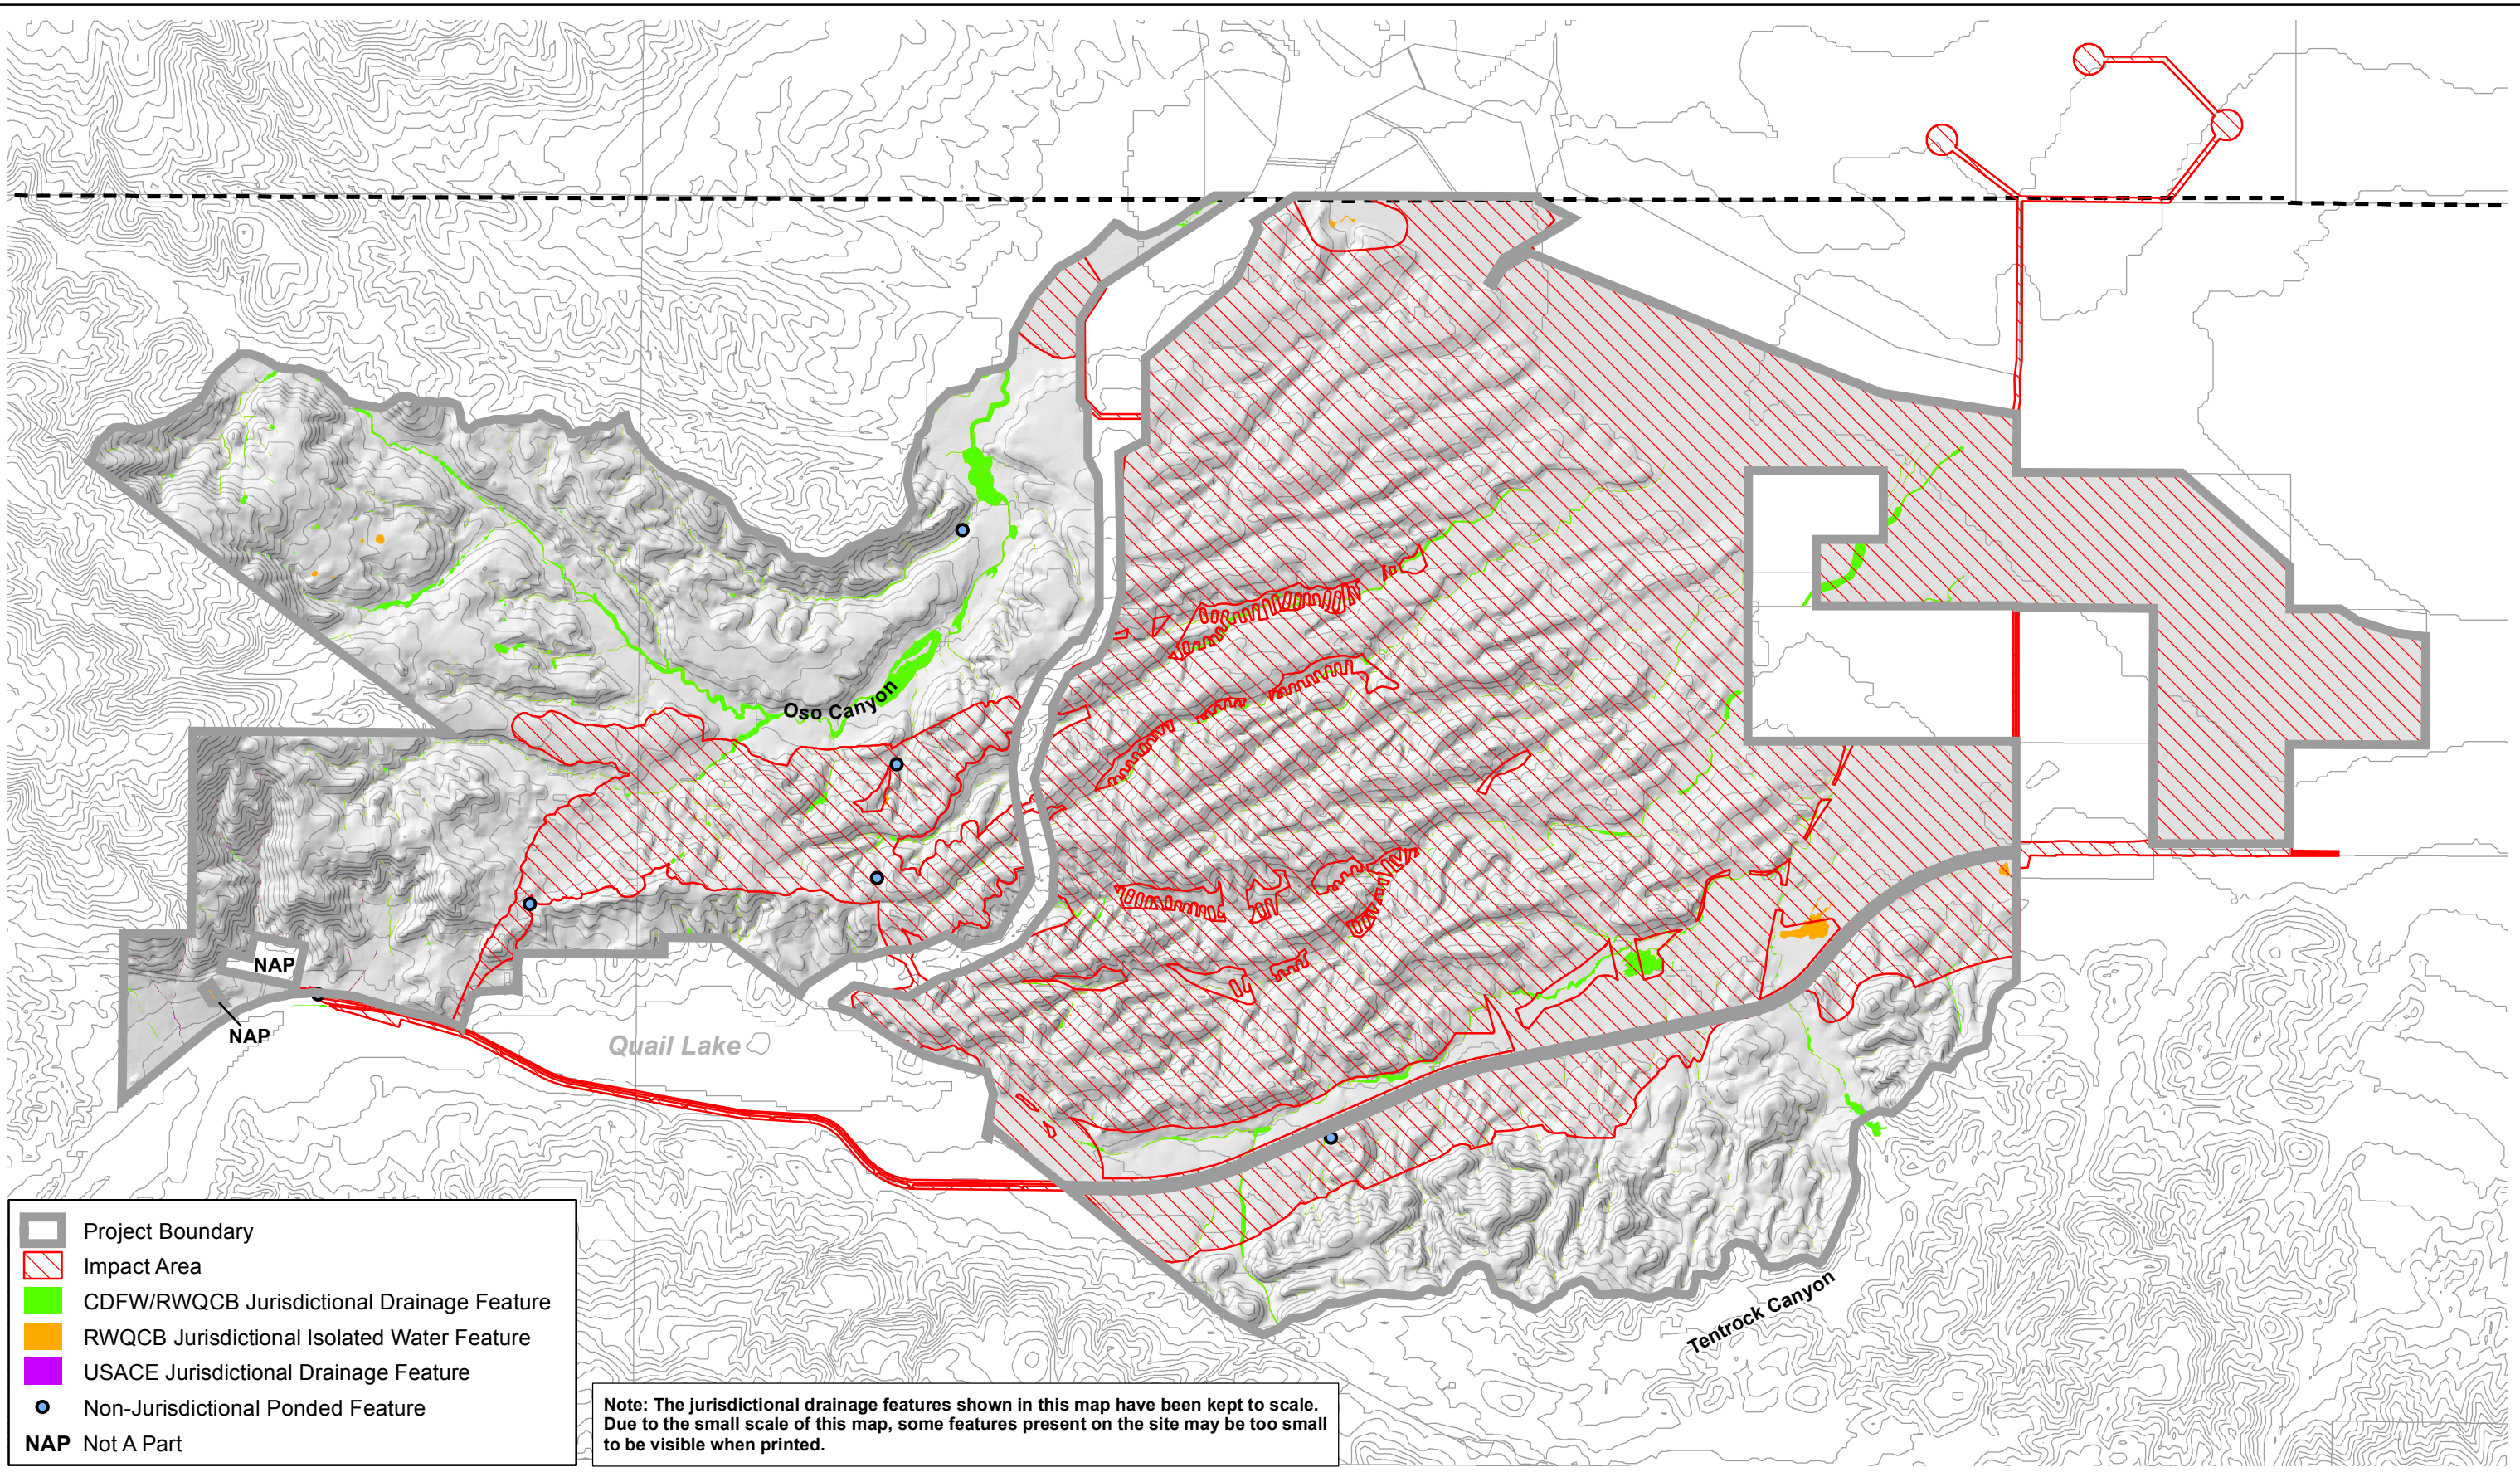 Oso Canyon
NAP
NAP
Quail Lake
Tentrock Canyon
Project Boundary
Impact Area
CDFW/RWQCB Jurisdictional Drainage Feature
RWQCB Jurisdictional Isolated Water Feature
USACE Jurisdictional Drainage Feature
Non-Jurisdictional Ponded Feature
NAP Not A Part
Note: The jurisdictional drainage features shown in this map have been kept to scale.
Due to the small scale of this map, some features present on the site may be too small
to be visible when printed.